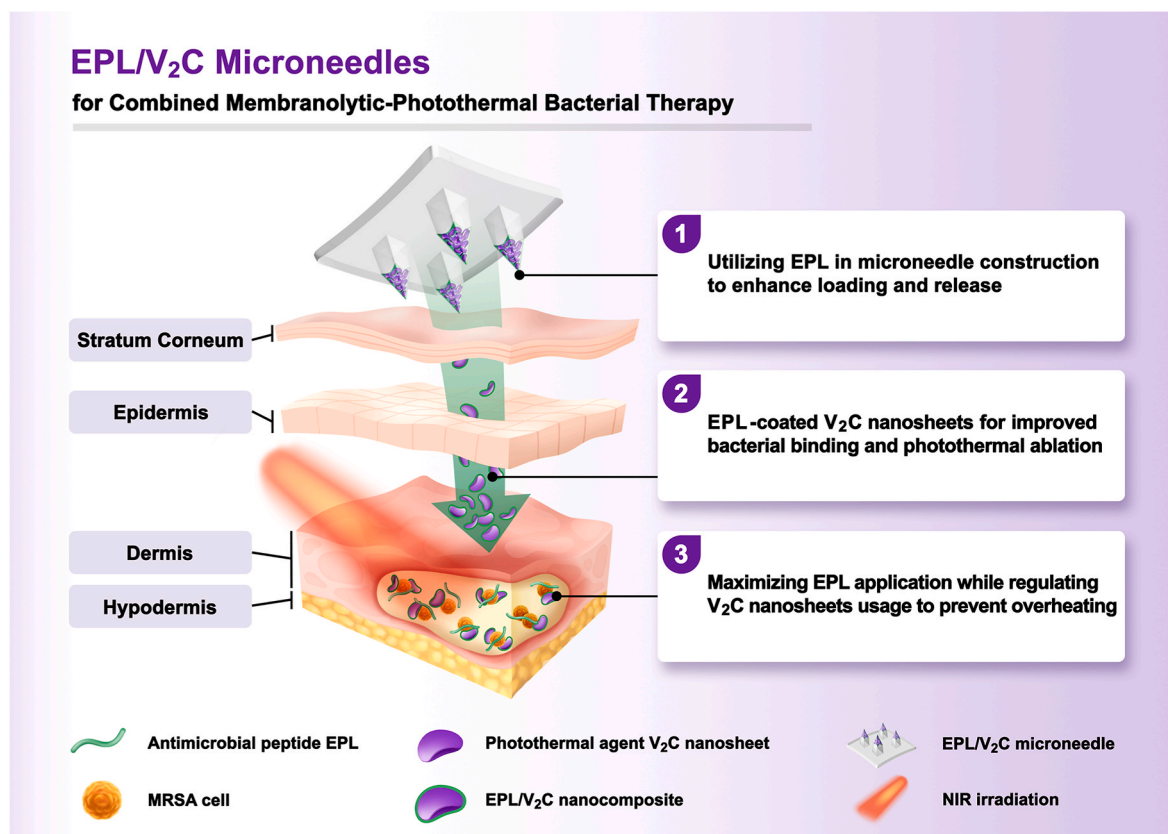 EPL/V₂C Microneedles
for Combined Membranolytic-Photothermal Bacterial Therapy
1
Utilizing EPL in microneedle construction
to enhance loading and release
Stratum Corneum
2
Epidermis
EPL-coated V₂C nanosheets for improved
bacterial binding and photothermal ablation
3
Dermis
Hypodermis
Maximizing EPL application while regulating
V₂C nanosheets usage to prevent overheating
Antimicrobial peptide EPL
Photothermal agent V₂C nanosheet
EPL/V₂C microneedle
MRSA cell
EPL/V₂C nanocomposite
NIR irradiation